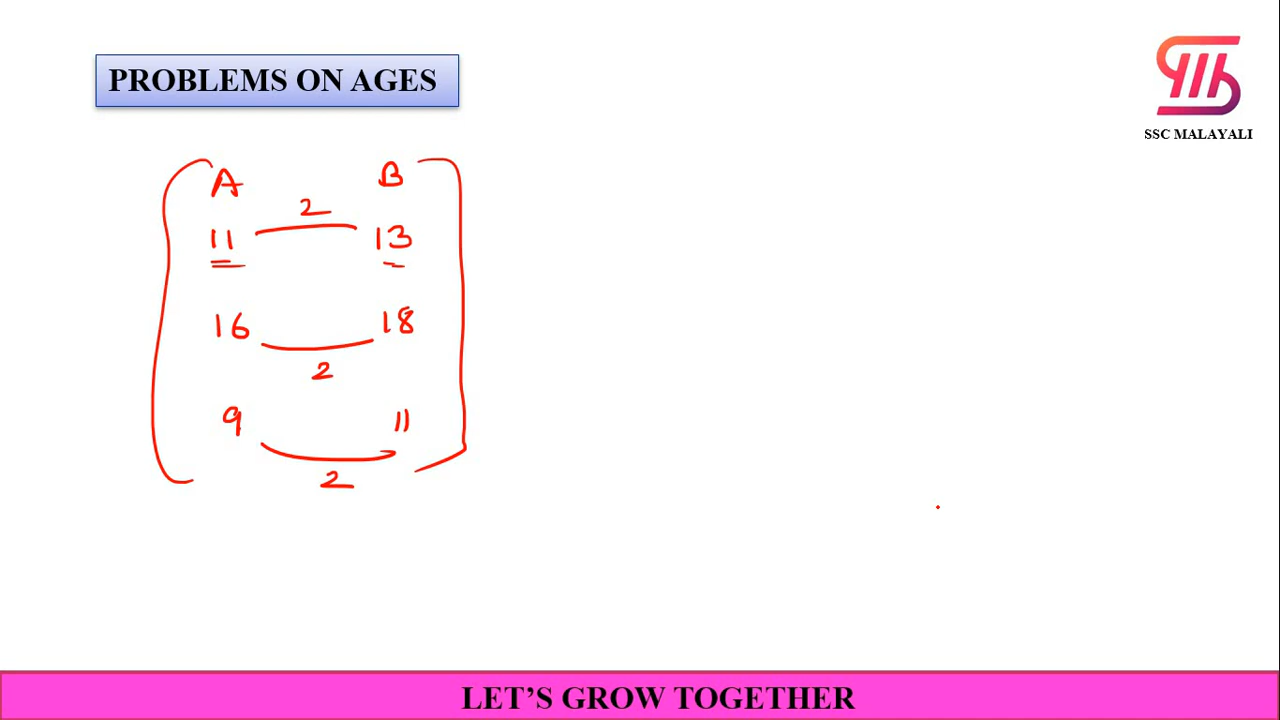 PROBLEMS ON AGES
SSC MALAYALI
A B
2
11 13
16 18
2
9 11
2
LET'S GROW TOGETHER